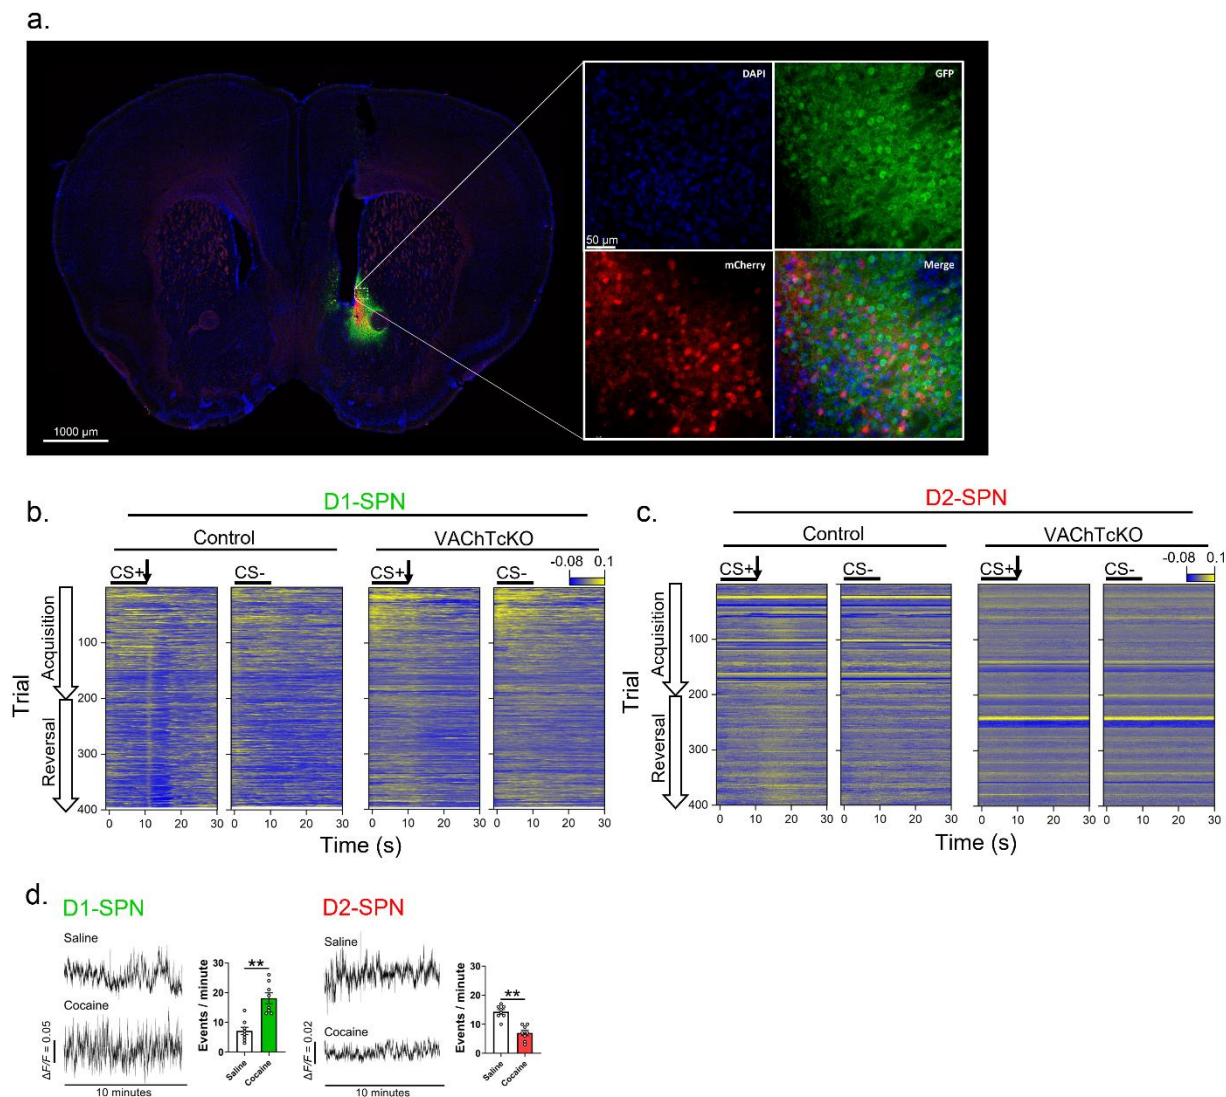 a.
DAPI
GFP
50 µm
mCherry
Merge
1000 µm
b.
D1-SPN
Control
VAChTcKO
CS+
CS-
-0.08 0.1
CS+
CS-
Acquisition
Reversal
Trial
100
200
300
400
0 10 20 30
0 10 20 30
0 10 20 30
0 10 20 30
Time (s)
c.
D2-SPN
Control
VAChTcKO
-0.08 0.1
CS+
CS-
CS+
CS-
Acquisition
Reversal
Trial
0
100
200
300
400
0 10 20 30
0 10 20 30
0 10 20 30
0 10 20 30
Time (s)
d.
D1-SPN
Saline
Cocaine
ΔF/F = 0.05
10 minutes
Events / minute
30
20
10
0
**
Saline
Cocaine
D2-SPN
Saline
Cocaine
ΔF/F = 0.02
10 minutes
Events / minute
30
20
10
0
**
Saline
Cocaine